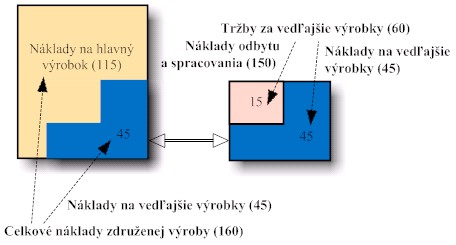 Náklady na hlavný
výrobok (115)
Tržby za vedľajšie výrobky (60)
Náklady odbytu
a spracovania (150)
Náklady na vedľajšie
výrobky (45)
15
45
45
Náklady na vedľajšie výrobky (45)
Celkové náklady združenej výroby (160)